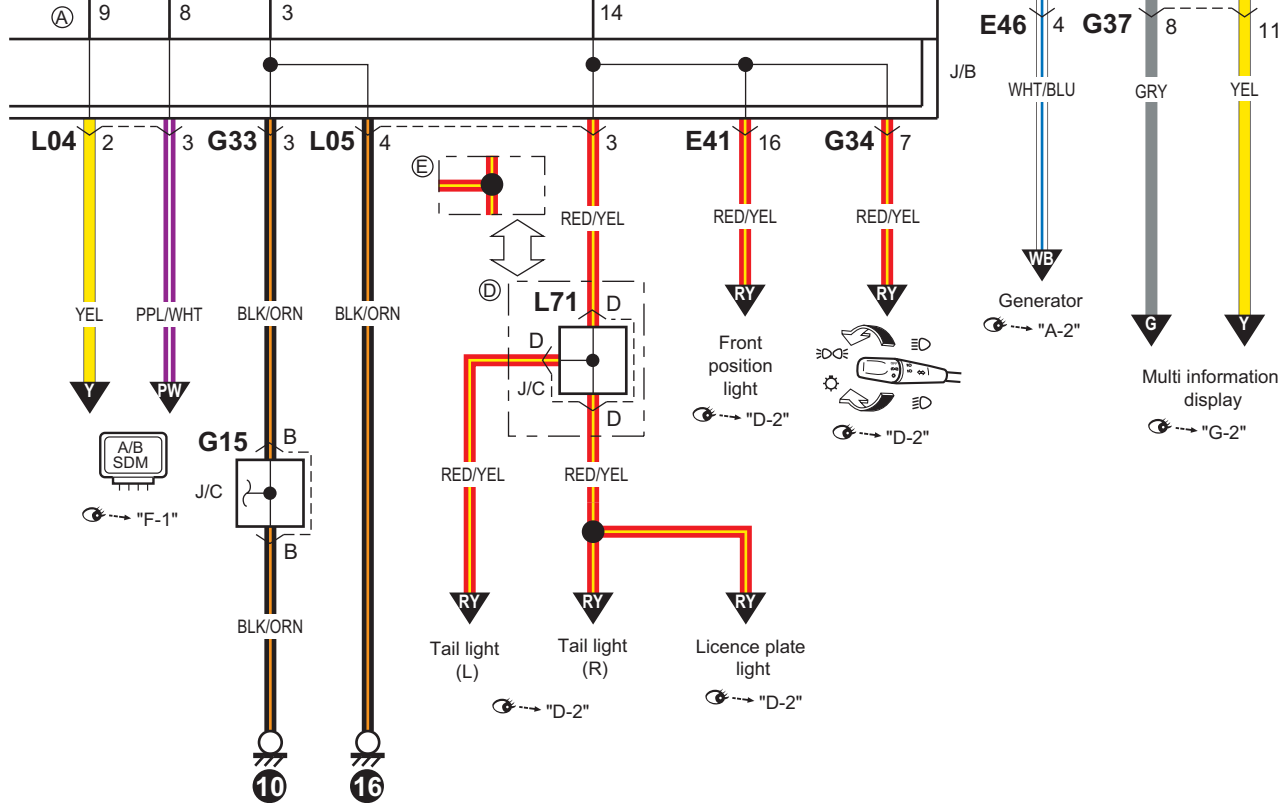 A 9 8 3 14
E46 4 G37 8 11
J/B
WHT/BLU GRY YEL
L04 2 3 G33 3 L05 4 3 E41 16 G34 7
E
RED/YEL RED/YEL RED/YEL
WB
Generator
"A-2"
D
L71 D
YEL PPL/WHT BLK/ORN BLK/ORN
RY RY
G Y
D
J/C
D
Front
position
light
"D-2"
"D-2"
Multi information
display
"G-2"
Y PW
A/B
SDM
"F-1"
G15 B
J/C
B
RED/YEL RED/YEL
BLK/ORN
RY RY RY
Tail light
(L)
Tail light
(R)
"D-2"
Licence plate
light
"D-2"
10 16